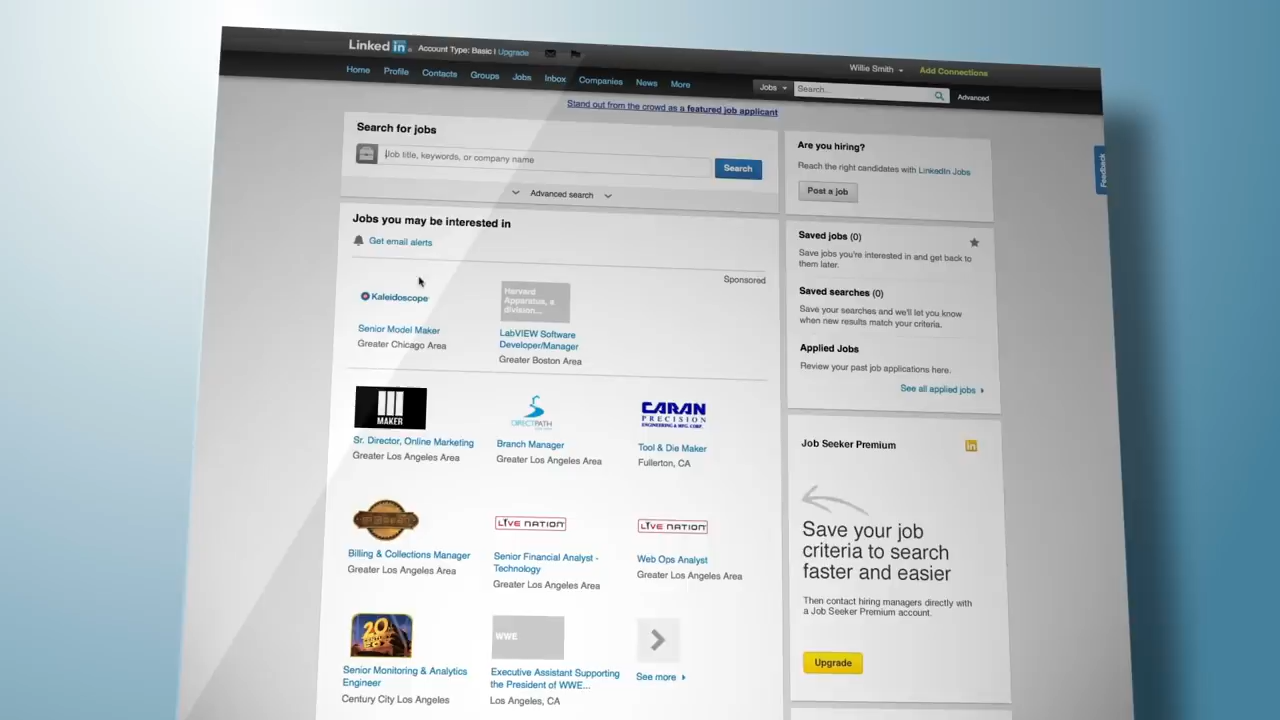 Linked in
Account Type: Basic | Upgrade
Willie Smith
Add Connections
Home Profile Contacts Groups Jobs Inbox Companies News More
Jobs
Search...
Advanced
Stand out from the crowd as a featured job applicant
Feedback
Search for jobs
Job title, keywords, or company name
Search
Advanced search
Jobs you may be interested in
Get email alerts
Sponsored
Kaleidoscope
Senior Model Maker
Greater Chicago Area
Harvard
Apparatus, a
division...
LabVIEW Software
Developer/Manager
Greater Boston Area
MAKER
Sr. Director, Online Marketing
Greater Los Angeles Area
DIRECTPATH
Branch Manager
Greater Los Angeles Area
CARAN
PRECISION
ENGINEERING & MFG. CORP.
Tool & Die Maker
Fullerton, CA
Billing & Collections Manager
Greater Los Angeles Area
LIVE NATION
Senior Financial Analyst -
Technology
Greater Los Angeles Area
LIVE NATION
Web Ops Analyst
Greater Los Angeles Area
20
CENTURY
FOX
Senior Monitoring & Analytics
Engineer
Century City Los Angeles
WWE
Executive Assistant Supporting
the President of WWE...
Los Angeles, CA
See more
Are you hiring?
Reach the right candidates with LinkedIn Jobs
Post a job
Saved jobs (0)
Save jobs you're interested in and get back to
them later.
Saved searches (0)
Save your searches and we'll let you know
when new results match your criteria.
Applied Jobs
Review your past job applications here.
See all applied jobs
Job Seeker Premium
in
Save your job
criteria to search
faster and easier
Then contact hiring managers directly with
a Job Seeker Premium account.
Upgrade